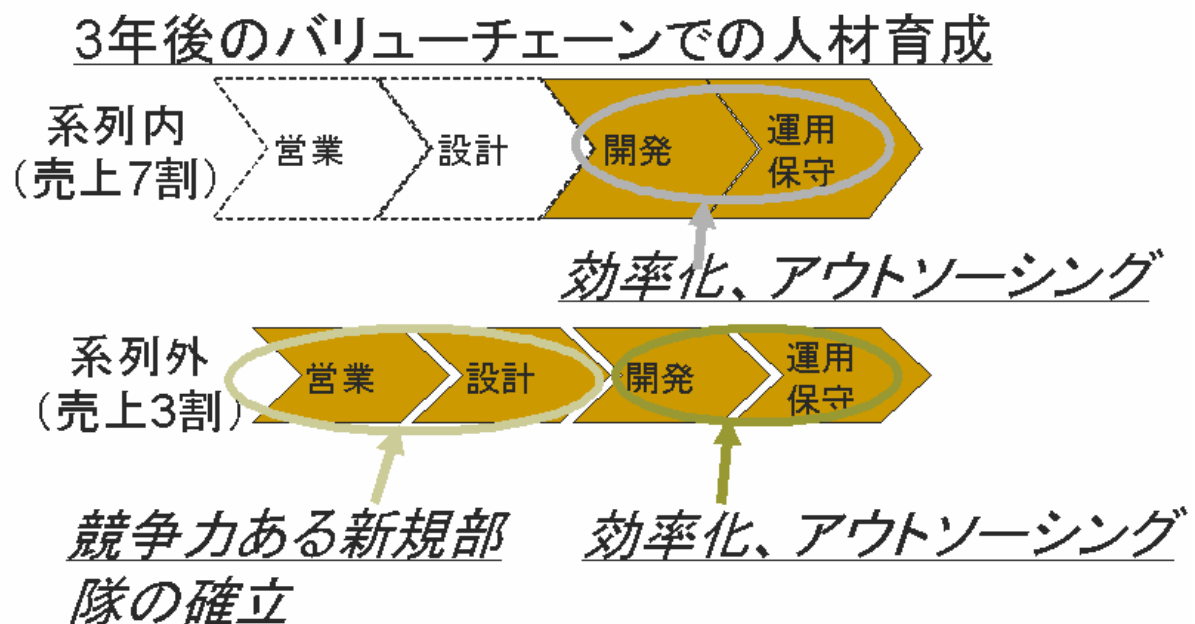 3年後のバリューチェーンでの人材育成
系列内
（売上7割）
営業
設計
開発
運用
保守
効率化、アウトソーシング
系列外
（売上3割）
営業
設計
開発
運用
保守
競争力ある新規部
隊の確立
効率化、アウトソーシング